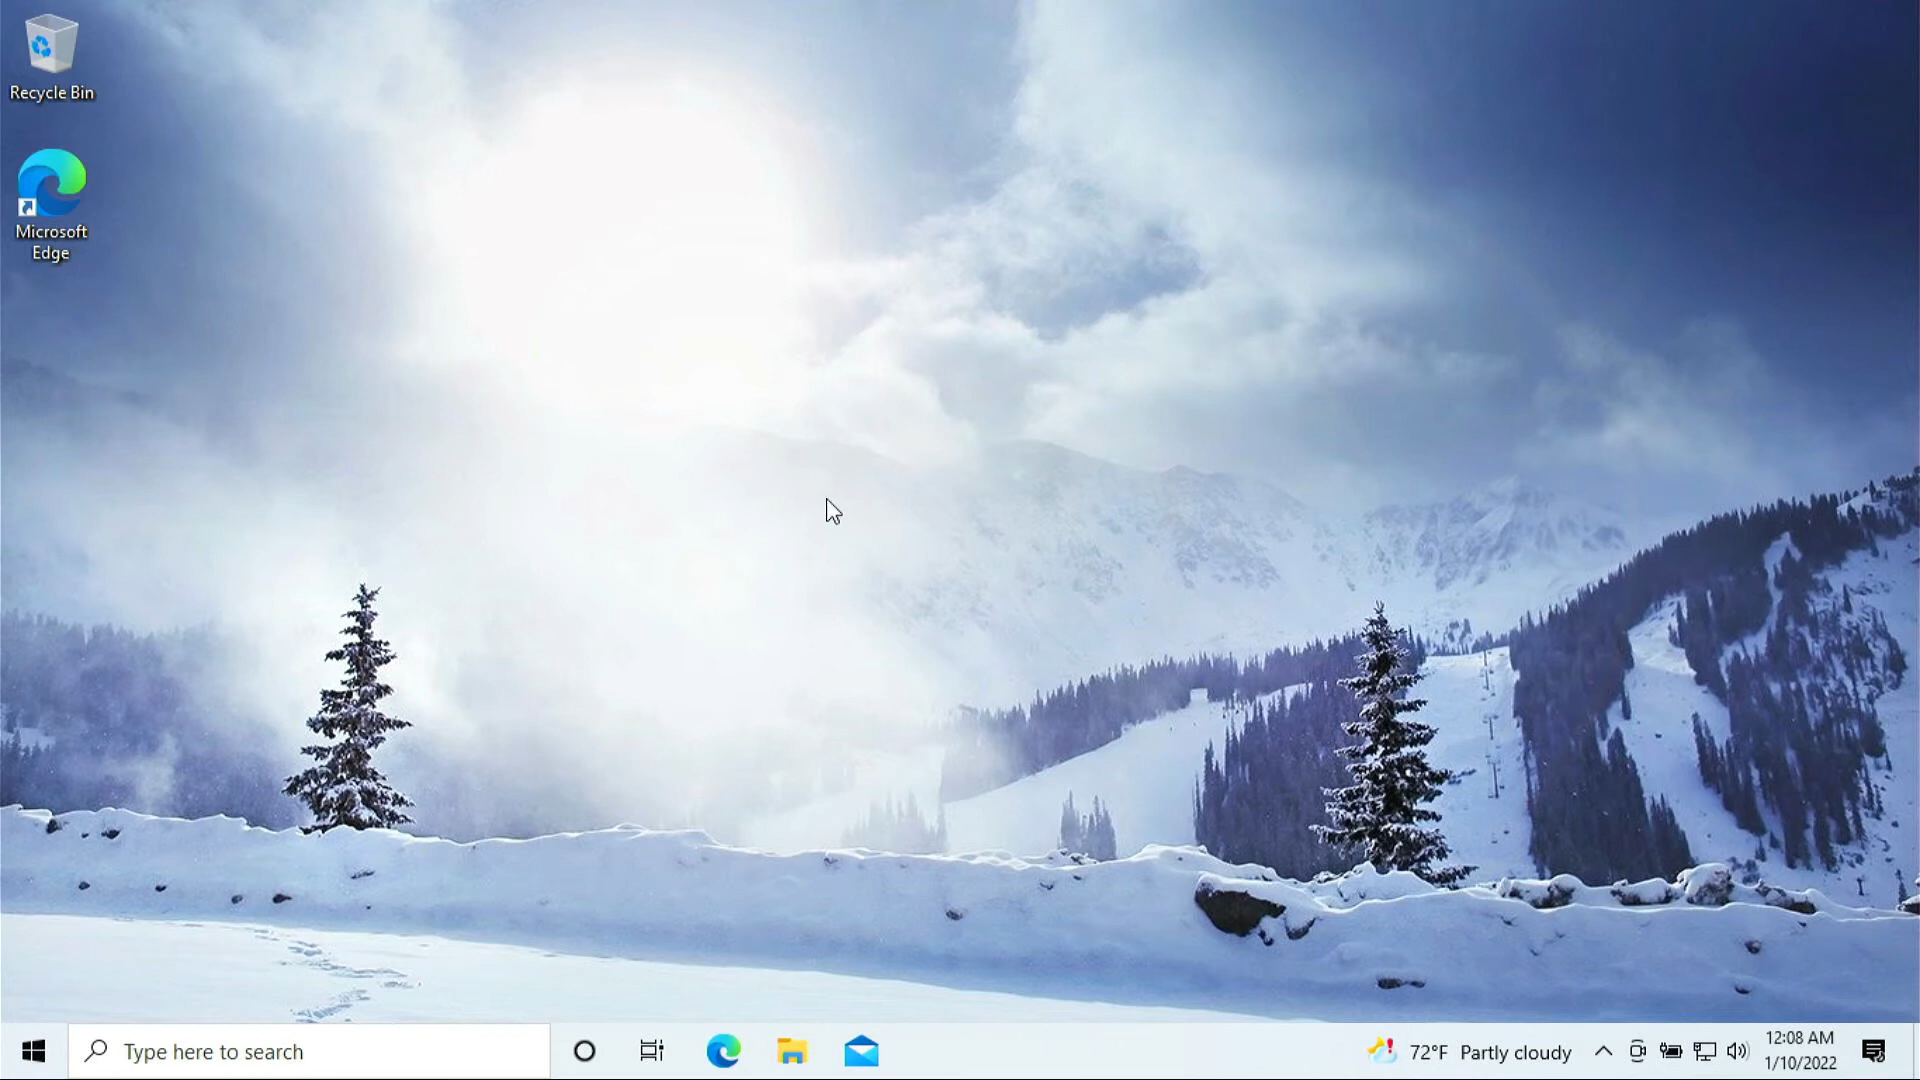 Recycle Bin
Microsoft
Edge
Type here to search
72°F Partly cloudy
12:08 AM
1/10/2022